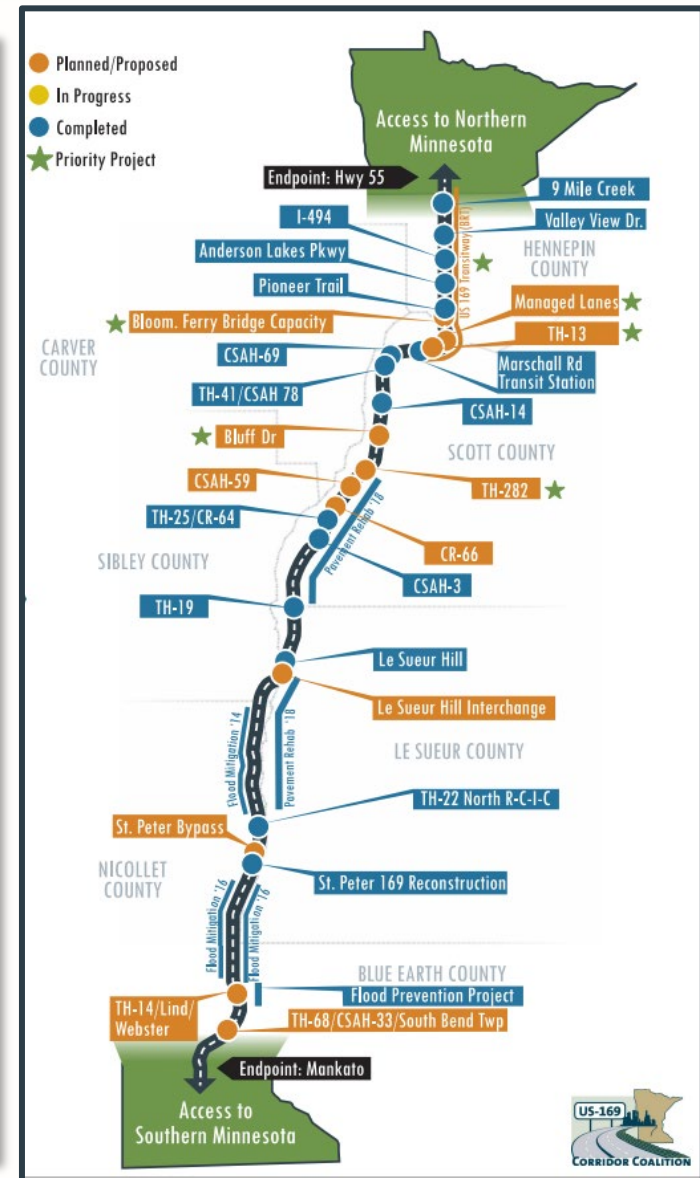 Planned/Proposed
In Progress
Completed
Priority Project
Access to Northern
Minnesota
Endpoint: Hwy 55
9 Mile Creek
I-494
Valley View Dr.
US 169 Transitway (BRT)
HENNEPIN
COUNTY
Anderson Lakes Pkwy
Pioneer Trail
Managed Lanes
Bloom. Ferry Bridge Capacity
TH-13
CARVER
COUNTY
CSAH-69
Marschall Rd
Transit Station
TH-41/CSAH 78
CSAH-14
Bluff Dr
SCOTT COUNTY
CSAH-59
TH-282
TH-25/CR-64
Pavement Rehab '18
CR-66
SIBLEY COUNTY
CSAH-3
TH-19
Le Sueur Hill
Le Sueur Hill Interchange
Flood Mitigation '14
Pavement Rehab '18
LE SUEUR COUNTY
TH-22 North R-C-I-C
St. Peter Bypass
NICOLLET
COUNTY
St. Peter 169 Reconstruction
Flood Mitigation '16
Flood Mitigation '16
BLUE EARTH COUNTY
Flood Prevention Project
TH-14/Lind/
Webster
TH-68/CSAH-33/South Bend Twp
Endpoint: Mankato
Access to
Southern Minnesota
US-169
CORRIDOR COALITION